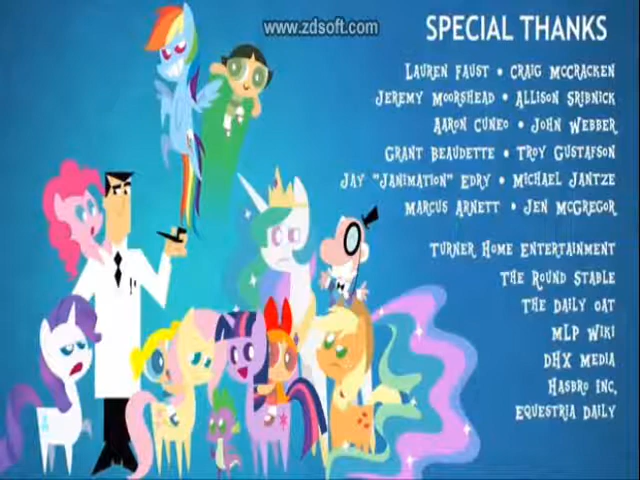 www.zdsoft.com
SPECIAL THANKS
LAUREN FAUST • CRAIG MCCRACKEN
JEREMY MOORSHEAD • ALLISON SRIBNICK
AARON CUNEO • JOHN WEBBER
GRANT BEAUDETTE • TROY GUSTAFSON
JAY "JANIMATION" EDRY • MICHAEL JANTZE
MARCUS ARNETT • JEN MCGREGOR
TURNER HOME ENTERTAINMENT
THE ROUND STABLE
THE DAILY OAT
MLP WIKI
DHX MEDIA
HASBRO INC.
EQUESTRIA DAILY